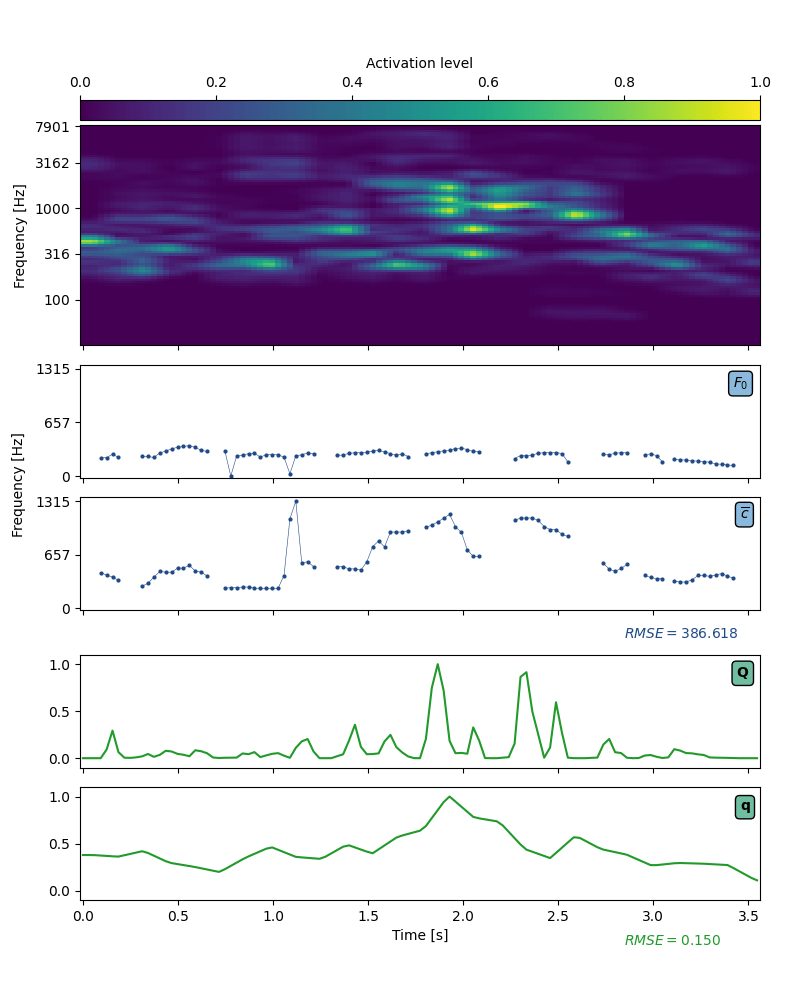 Activation level
0.0 0.2 0.4 0.6 0.8 1.0
7901
3162
1000
316
100
Frequency [Hz]
1315
657
0
F₀
Frequency [Hz]
1315
657
0
c̅
RMSE = 386.618
1.0
0.5
0.0
Q
1.0
0.5
0.0
q
0.0 0.5 1.0 1.5 2.0 2.5 3.0 3.5
Time [s]
RMSE = 0.150